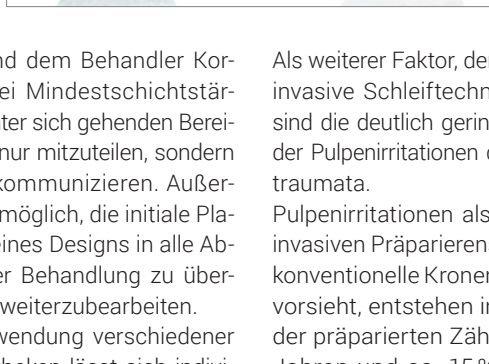 nd dem Behandler Kor-
ei Mindestschichtstär-
ter sich gehenden Berei-
nur mitzuteilen, sondern
kommunizieren. Außer-
möglich, die initiale Pla-
eines Designs in alle Ab-
er Behandlung zu über-
weiterzubearbeiten.
wendung verschiedener
Als weiterer Faktor, de
invasive Schleiftechn
sind die deutlich gerin
der Pulpenirritationen
traumata.
Pulpenirritationen als
invasiven Präparieren
konventionelle Kronen
vorsieht, entstehen i
der präparierten Zäh